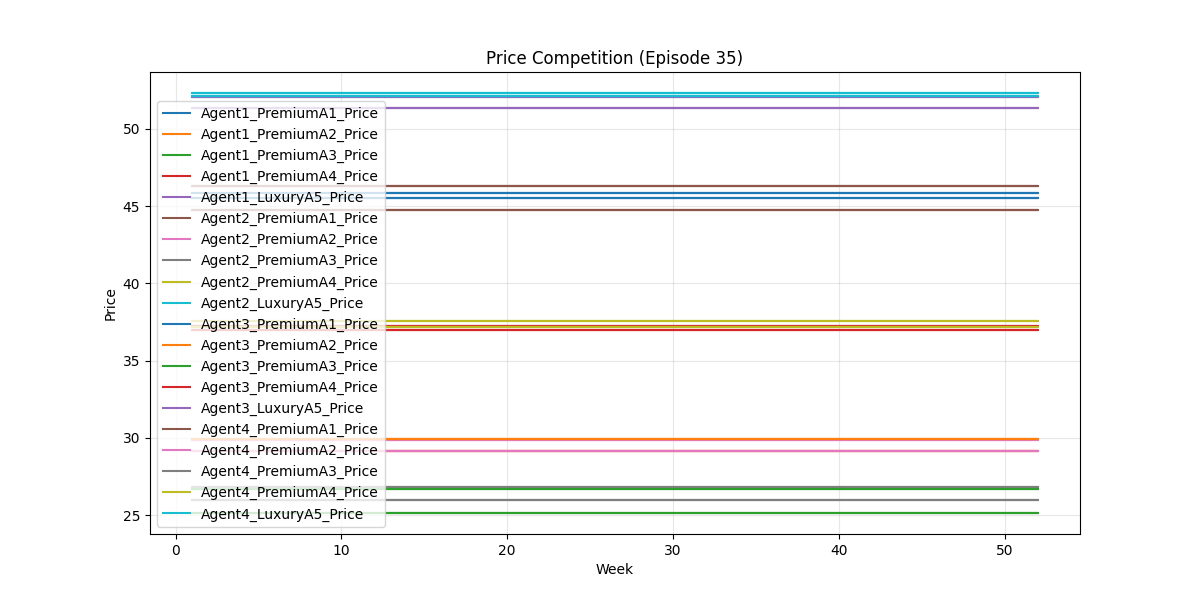 Price Competition (Episode 35)
Price
50
45
40
35
30
25
Agent1_PremiumA1_Price
Agent1_PremiumA2_Price
Agent1_PremiumA3_Price
Agent1_PremiumA4_Price
Agent1_LuxuryA5_Price
Agent2_PremiumA1_Price
Agent2_PremiumA2_Price
Agent2_PremiumA3_Price
Agent2_PremiumA4_Price
Agent2_LuxuryA5_Price
Agent3_PremiumA1_Price
Agent3_PremiumA2_Price
Agent3_PremiumA3_Price
Agent3_PremiumA4_Price
Agent3_LuxuryA5_Price
Agent4_PremiumA1_Price
Agent4_PremiumA2_Price
Agent4_PremiumA3_Price
Agent4_PremiumA4_Price
Agent4_LuxuryA5_Price
0 10 20 30 40 50
Week